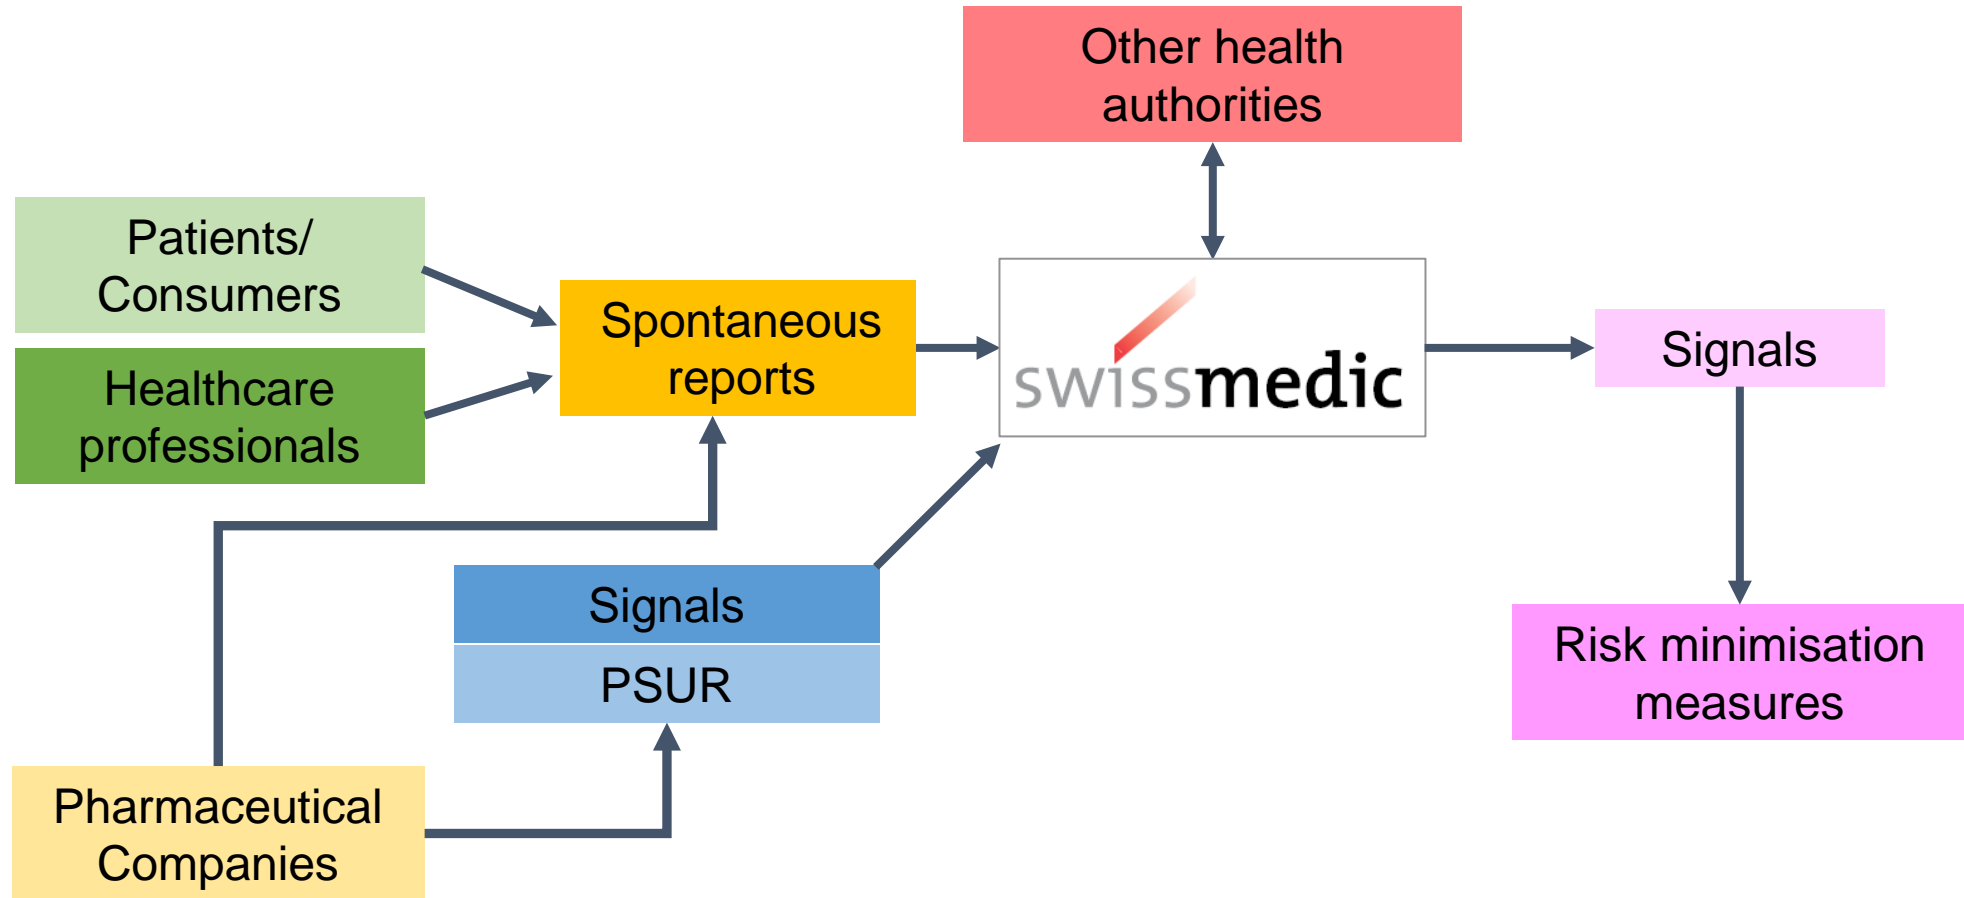 Other health
authorities
Patients/
Consumers
Spontaneous
reports
swissmedic
Signals
Healthcare
professionals
Signals
PSUR
Risk minimisation
measures
Pharmaceutical
Companies